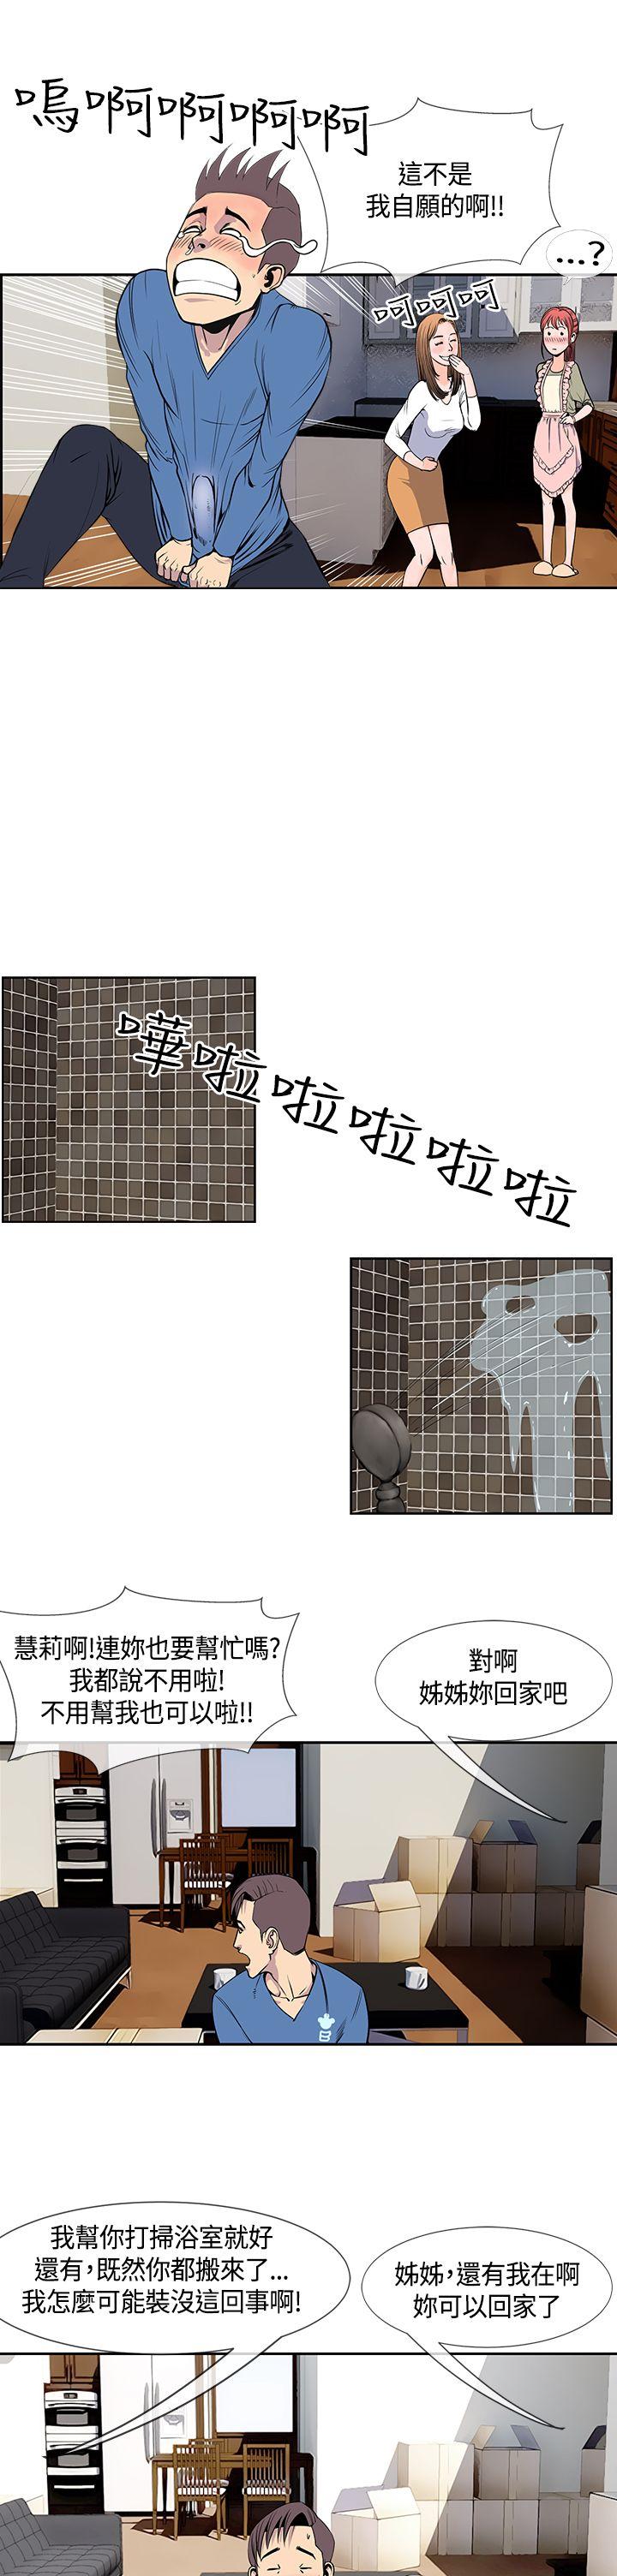 嗚啊啊啊啊
這不是
我自願的啊!!
...?
呵呵呵
嘩啦啦啦啦啦
慧莉啊!連妳也要幫忙嗎?
我都說不用啦!
不用幫我也可以啦!!
對啊
姊姊妳回家吧
我幫你打掃浴室就好
還有,既然你都搬來了...
我怎麼可能裝沒這回事啊!
姊姊,還有我在啊
妳可以回家了